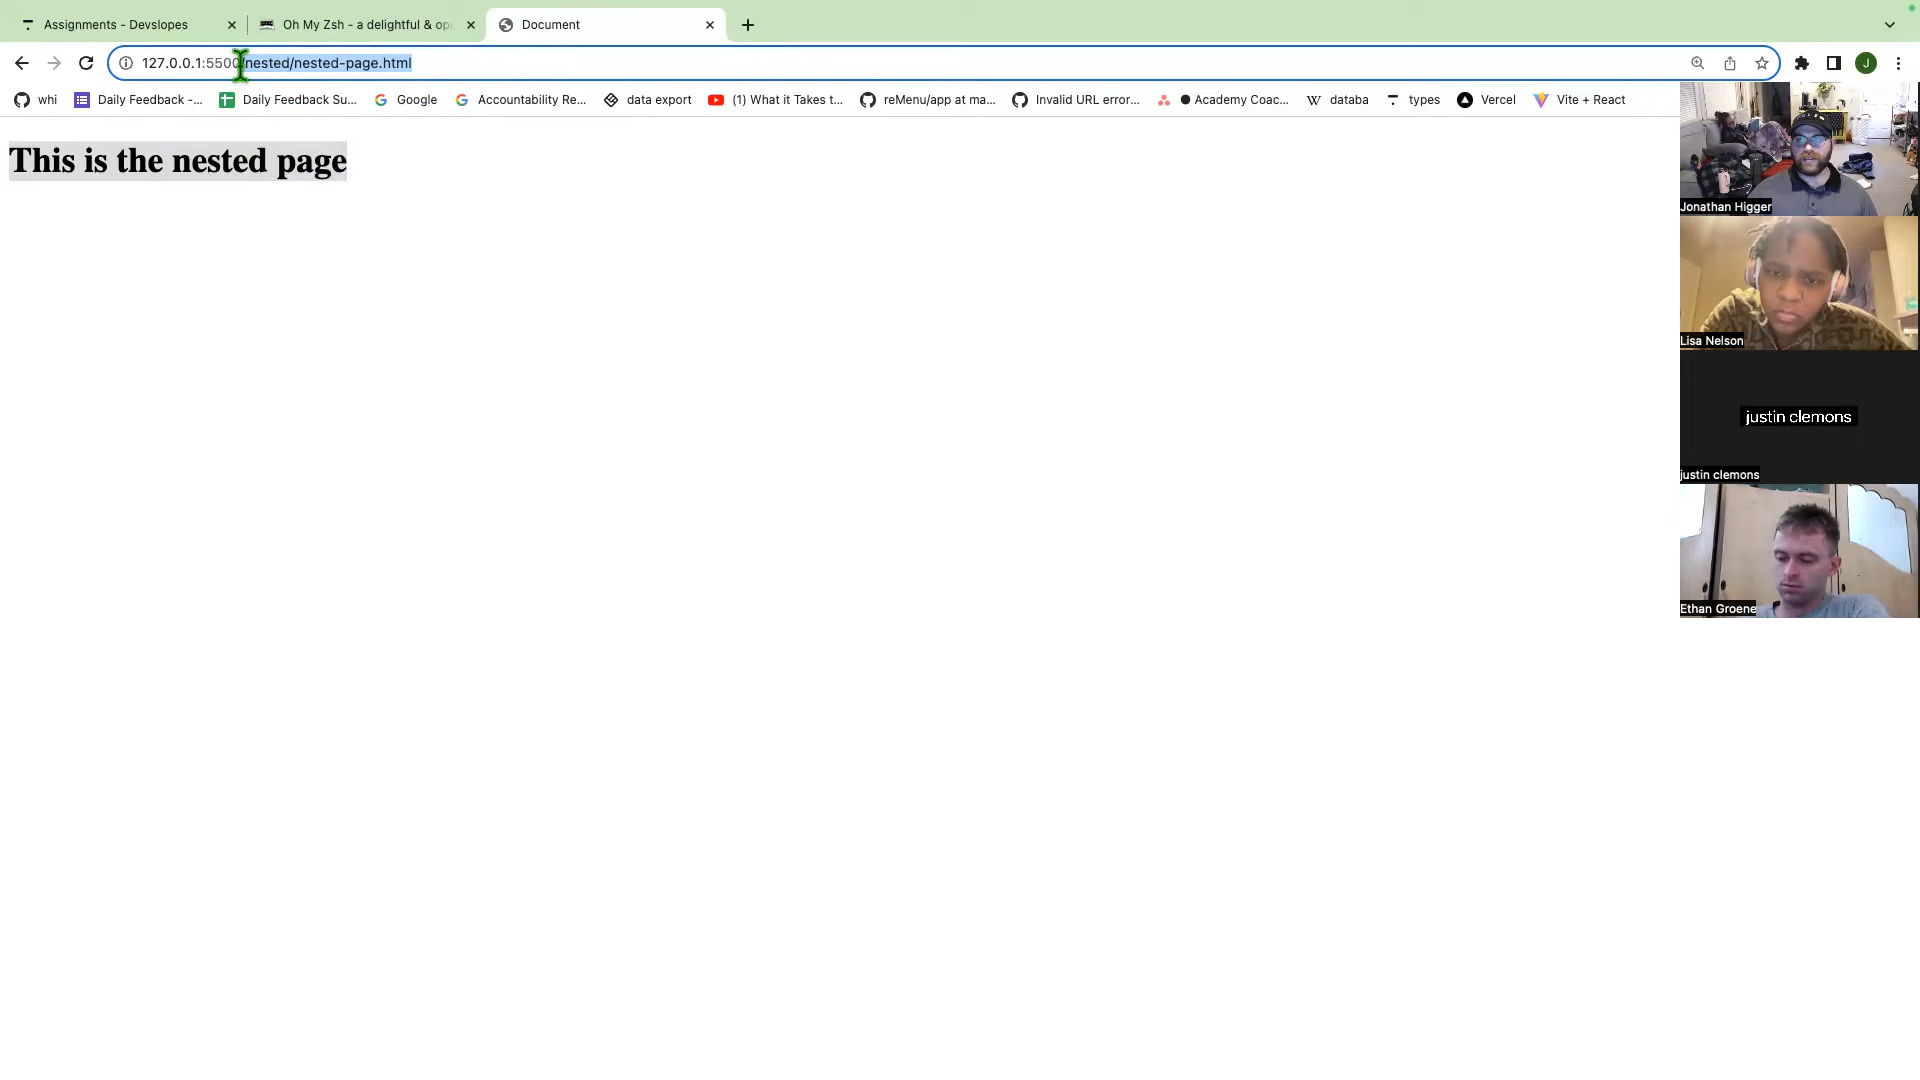 Assignments - Devslopes
Oh My Zsh - a delightful & op
Document
127.0.0.1:5500/nested/nested-page.html
whi
Daily Feedback -...
Daily Feedback Su...
Google
Accountability Re...
data export
(1) What it Takes t...
reMenu/app at ma...
Invalid URL error...
Academy Coac...
databa
types
Vercel
Vite + React
J
This is the nested page
Jonathan Higger
Lisa Nelson
justin clemons
justin clemons
Ethan Groene